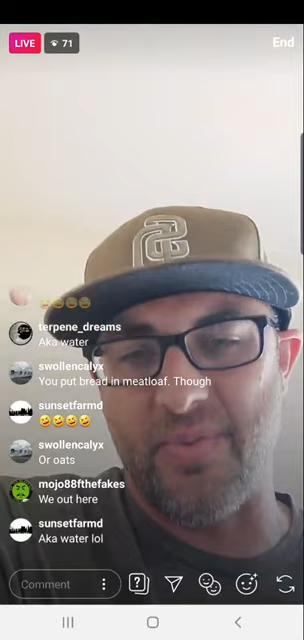 LIVE
71
End
😂😂😂😂
terpene_dreams
Aka water
swollencalyx
You put bread in meatloaf. Though
sunsetfarmd
🤣🤣🤣🤣
swollencalyx
Or oats
mojo88fthefakes
We out here
sunsetfarmd
Aka water lol
Comment